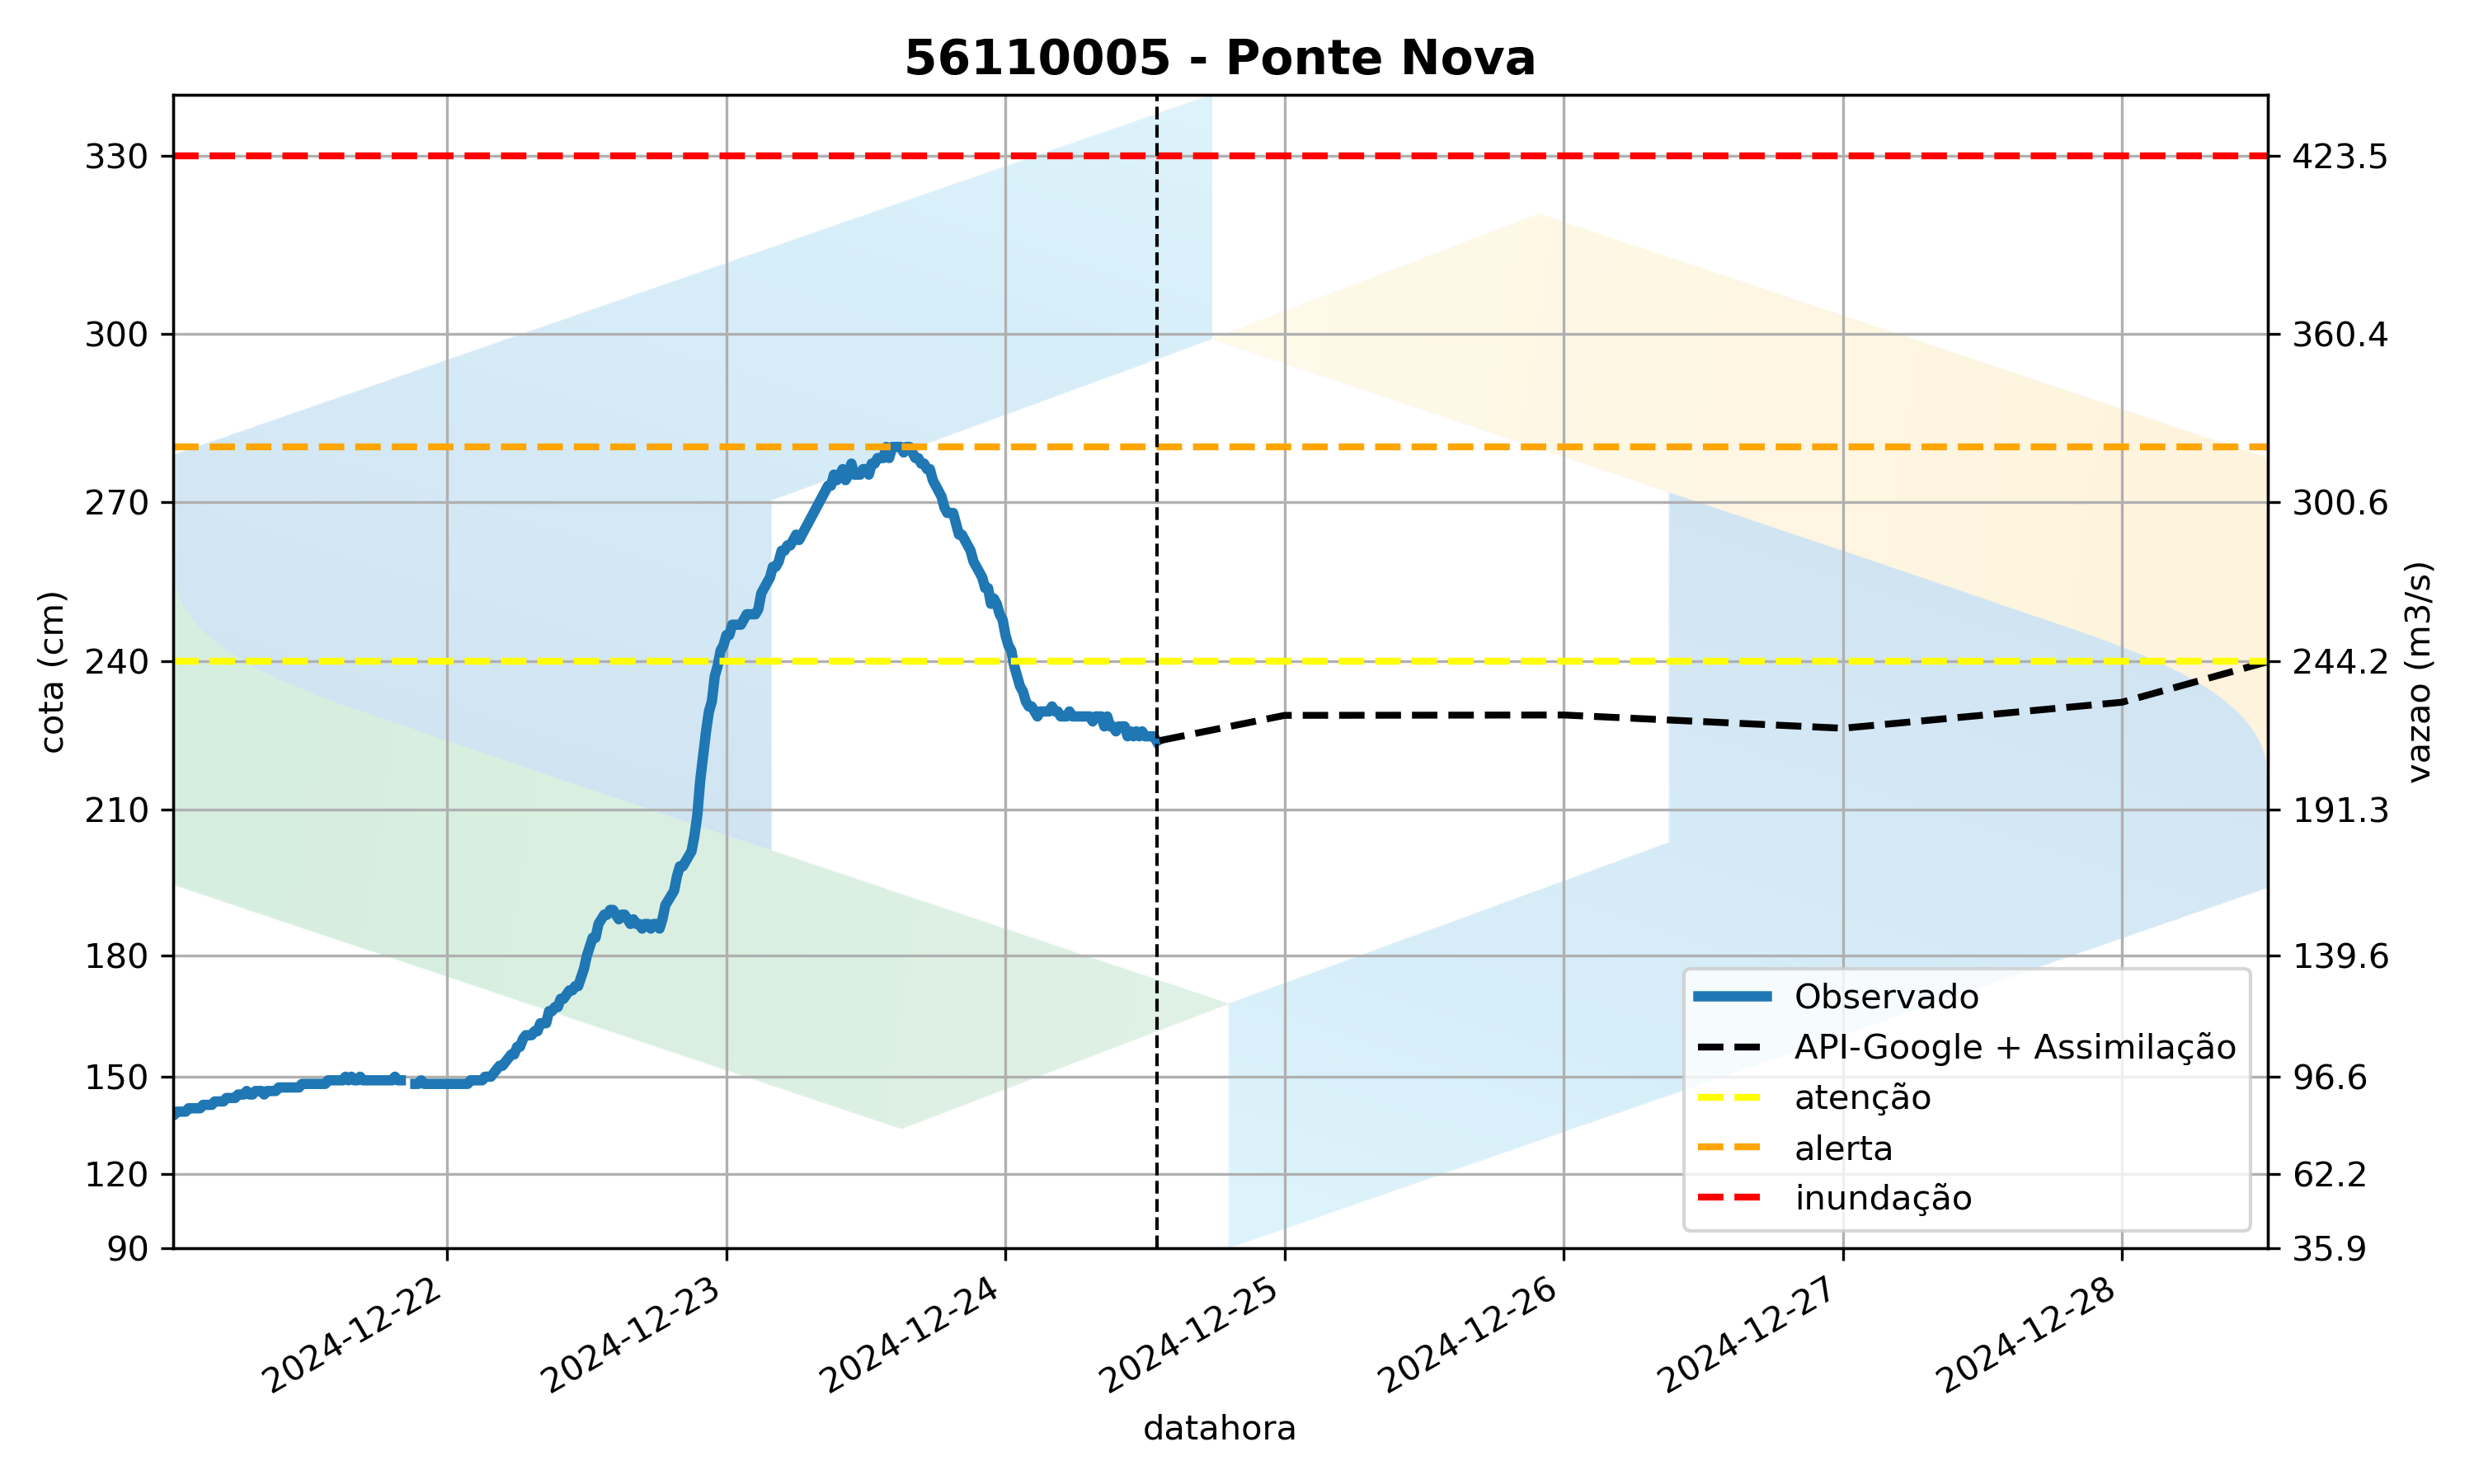 56110005 - Ponte Nova
330
300
270
240
210
180
150
120
90
cota (cm)
423.5
360.4
300.6
244.2
191.3
139.6
96.6
62.2
35.9
vazao (m3/s)
Observado
API-Google + Assimilação
atenção
alerta
inundação
2024-12-22
2024-12-23
2024-12-24
2024-12-25
2024-12-26
2024-12-27
2024-12-28
datahora